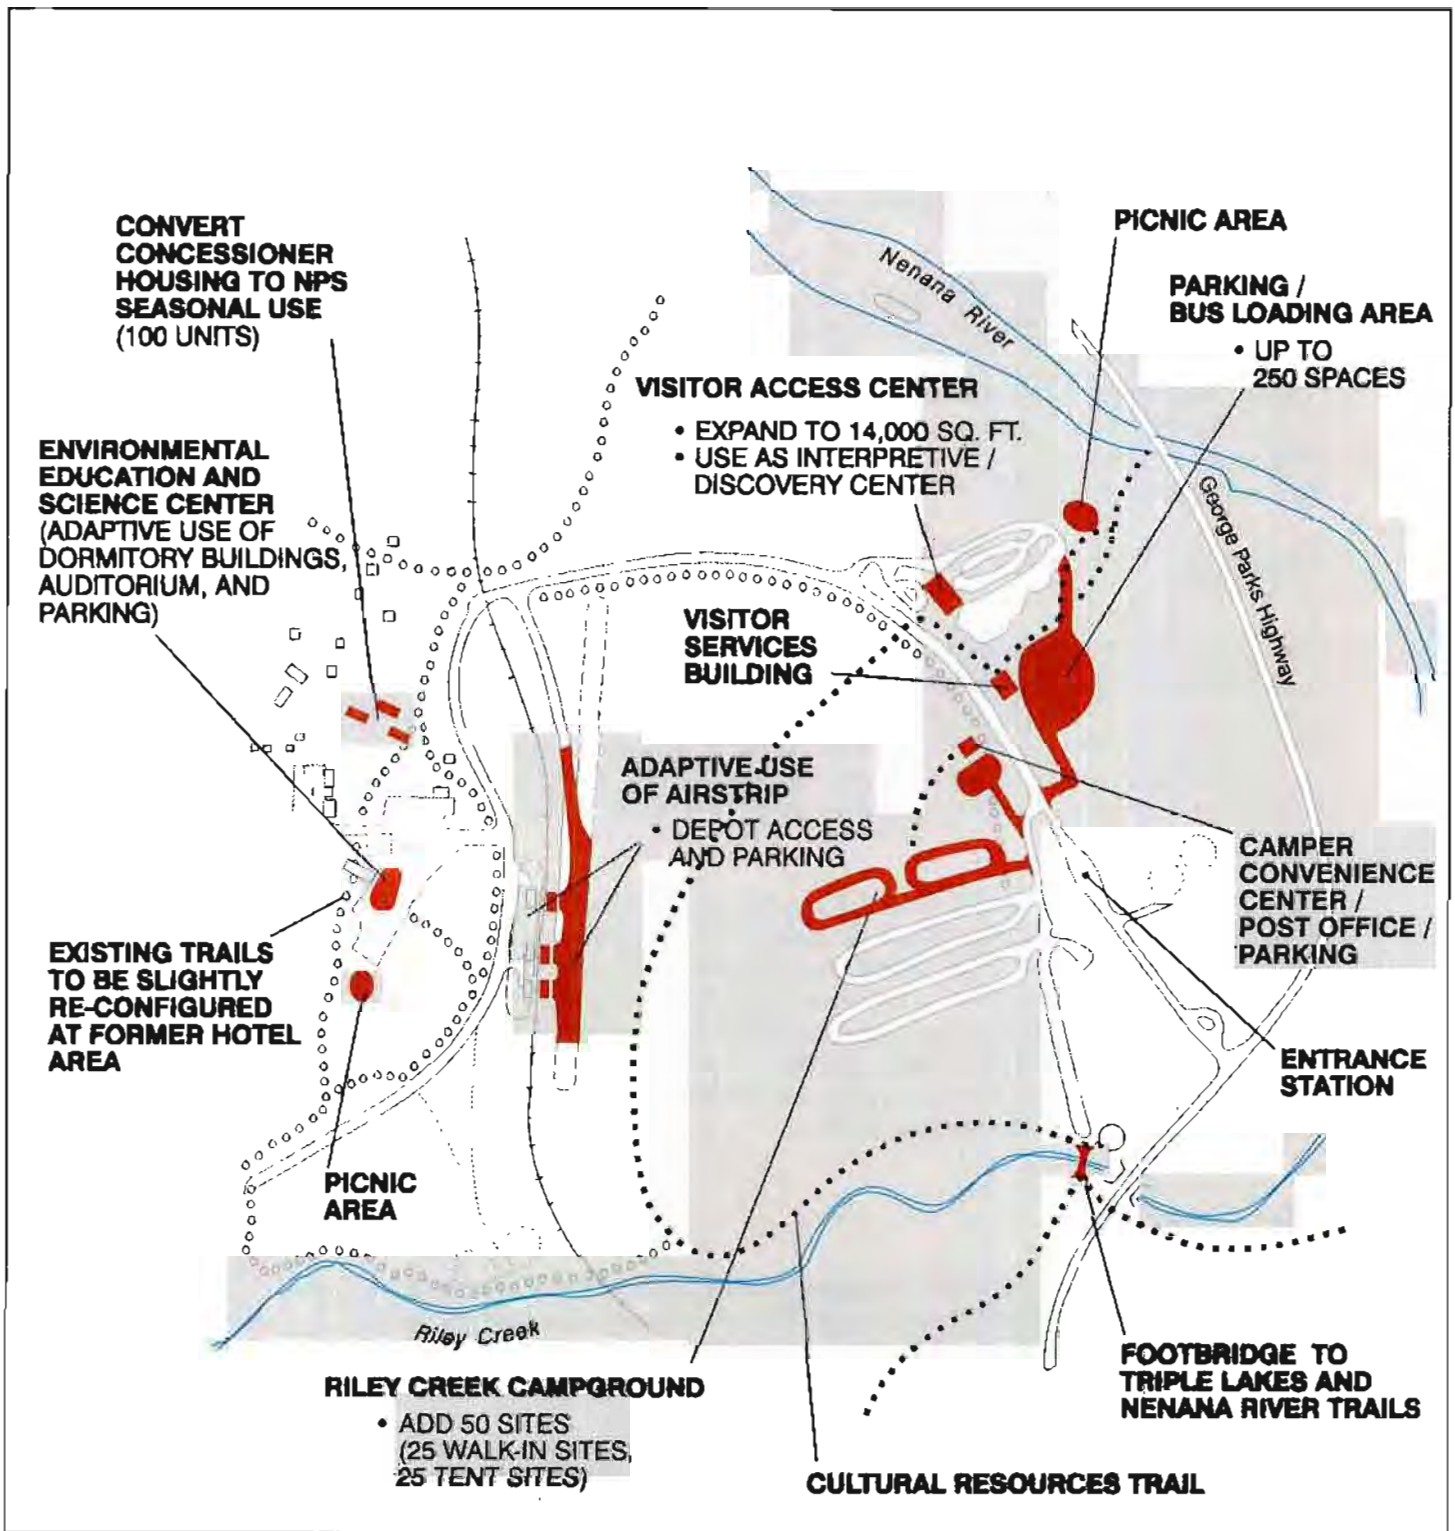 CONVERT
CONCESSIONER
HOUSING TO NPS
SEASONAL USE
(100 UNITS)
ENVIRONMENTAL
EDUCATION AND
SCIENCE CENTER
(ADAPTIVE USE OF
DORMITORY BUILDINGS,
AUDITORIUM, AND
PARKING)
EXISTING TRAILS
TO BE SLIGHTLY
RE-CONFIGURED
AT FORMER HOTEL
AREA
PICNIC
AREA
Nenana River
PICNIC AREA
PARKING /
BUS LOADING AREA
• UP TO
250 SPACES
VISITOR ACCESS CENTER
• EXPAND TO 14,000 SQ. FT.
• USE AS INTERPRETIVE /
DISCOVERY CENTER
George Parks Highway
VISITOR
SERVICES
BUILDING
ADAPTIVE USE
OF AIRSTRIP
• DEPOT ACCESS
AND PARKING
CAMPER
CONVENIENCE
CENTER /
POST OFFICE /
PARKING
ENTRANCE
STATION
Riley Creek
RILEY CREEK CAMPGROUND
• ADD 50 SITES
(25 WALK-IN SITES,
25 TENT SITES)
FOOTBRIDGE TO
TRIPLE LAKES AND
NENANA RIVER TRAILS
CULTURAL RESOURCES TRAIL